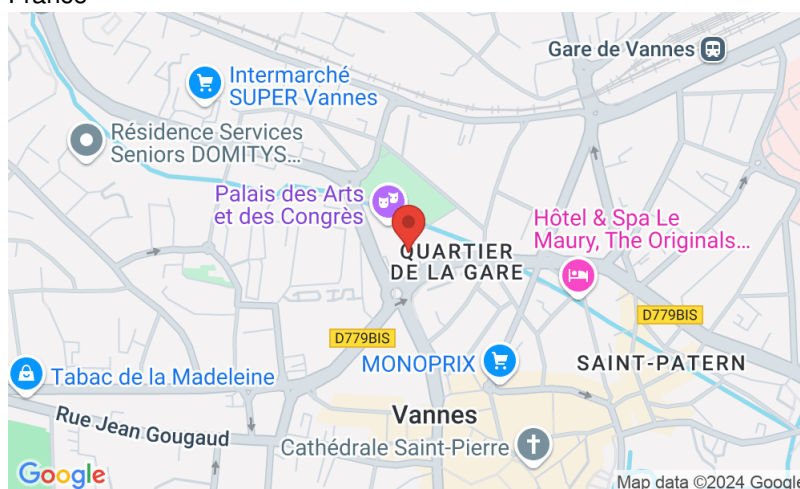 France
Gare de Vannes
Intermarché
SUPER Vannes
Résidence Services
Seniors DOMITYS...
Palais des Arts
et des Congrès
Hôtel & Spa Le
Maury, The Originals...
QUARTIER
DE LA GARE
D779BIS
D779BIS
MONOPRIX
SAINT-PATERN
Tabac de la Madeleine
Rue Jean Gougaud
Vannes
Cathédrale Saint-Pierre
Google
Map data ©2024 Google